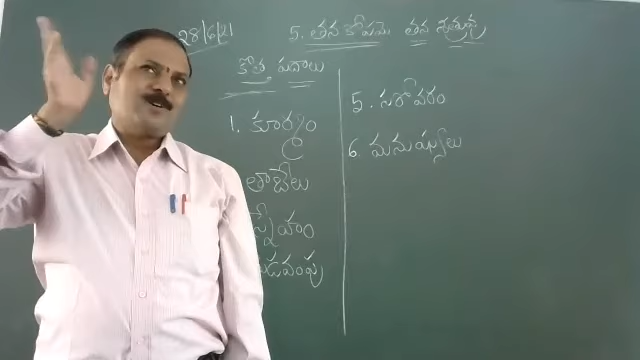 28/6/21
5. తన కోపమె తన శత్రువు
కొత్త పదాలు
1. కూర్మం
తాబేలు
స్నేహం
5. సరోవరం
6. మనుష్యులు